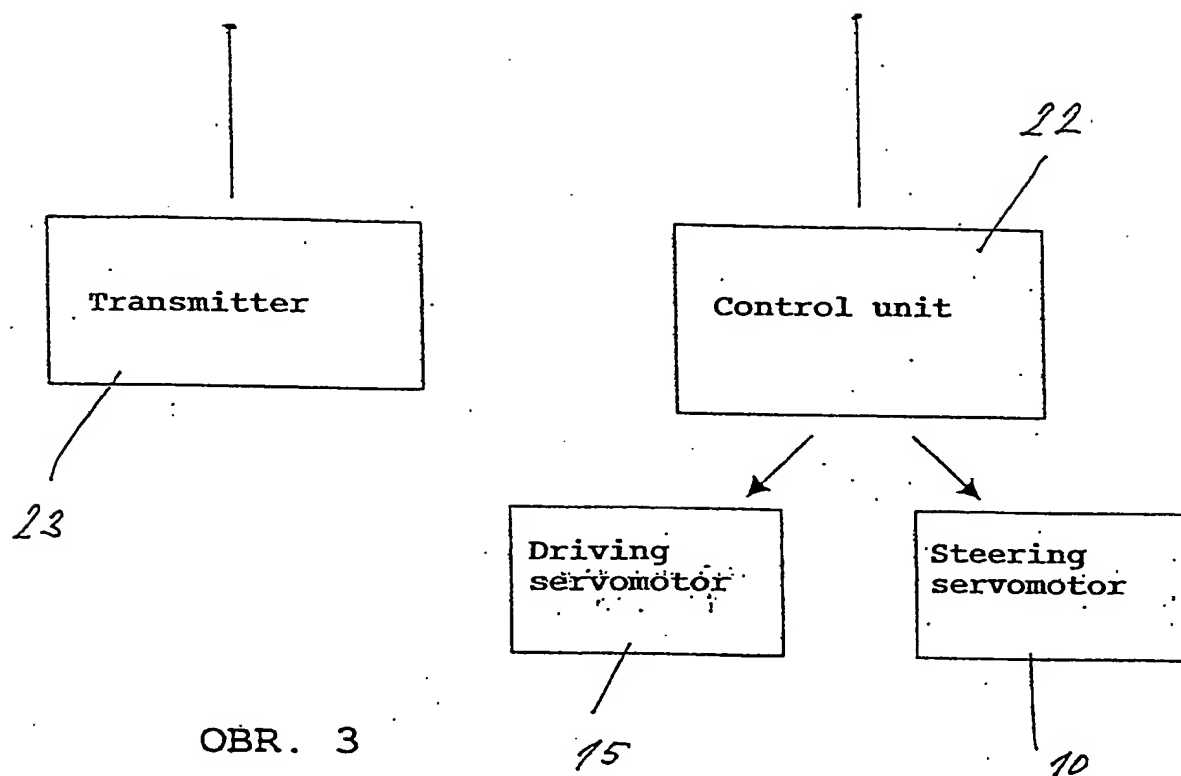 22
Transmitter
Control unit
23
Driving
servomotor
Steering
servomotor
OBR. 3
15
10